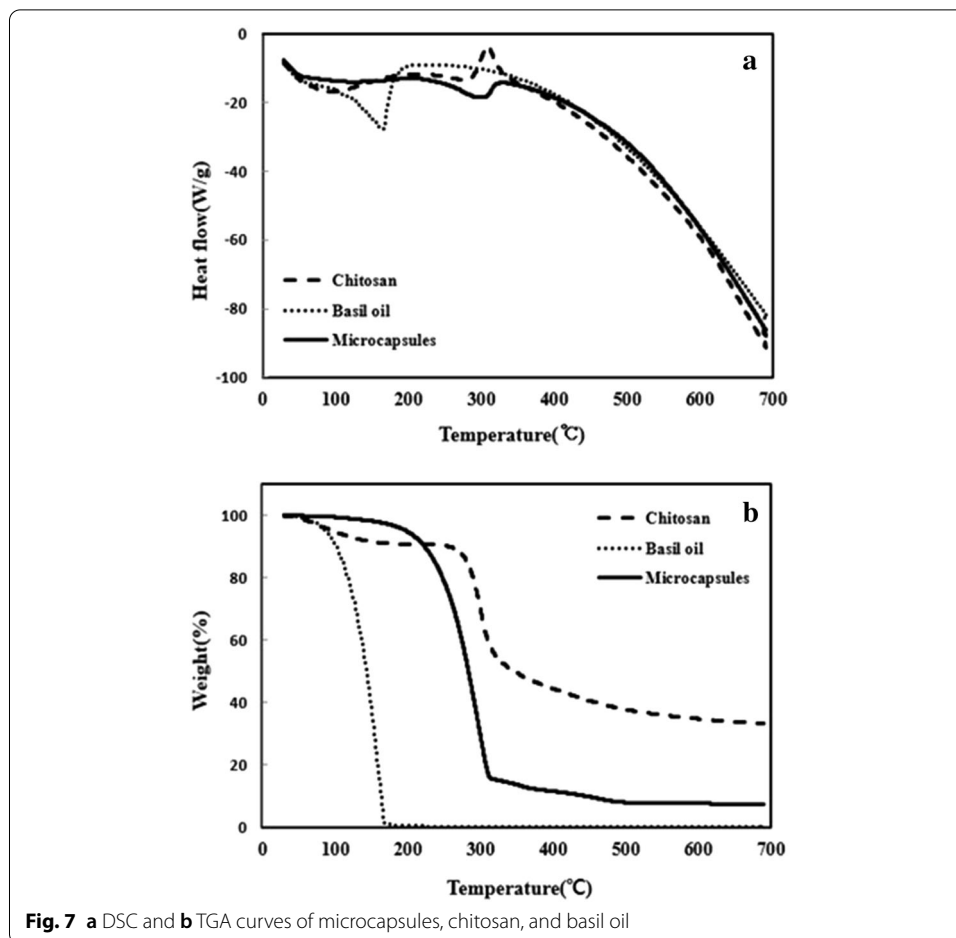 a
0
-20
-40
-60
-80
-100
Heat flow(W/g)
Chitosan
Basil oil
Microcapsules
0 100 200 300 400 500 600 700
Temperature(℃)
b
100
80
60
40
20
0
Weight(%)
Chitosan
Basil oil
Microcapsules
0 100 200 300 400 500 600 700
Temperature(℃)
Fig. 7 a DSC and b TGA curves of microcapsules, chitosan, and basil oil